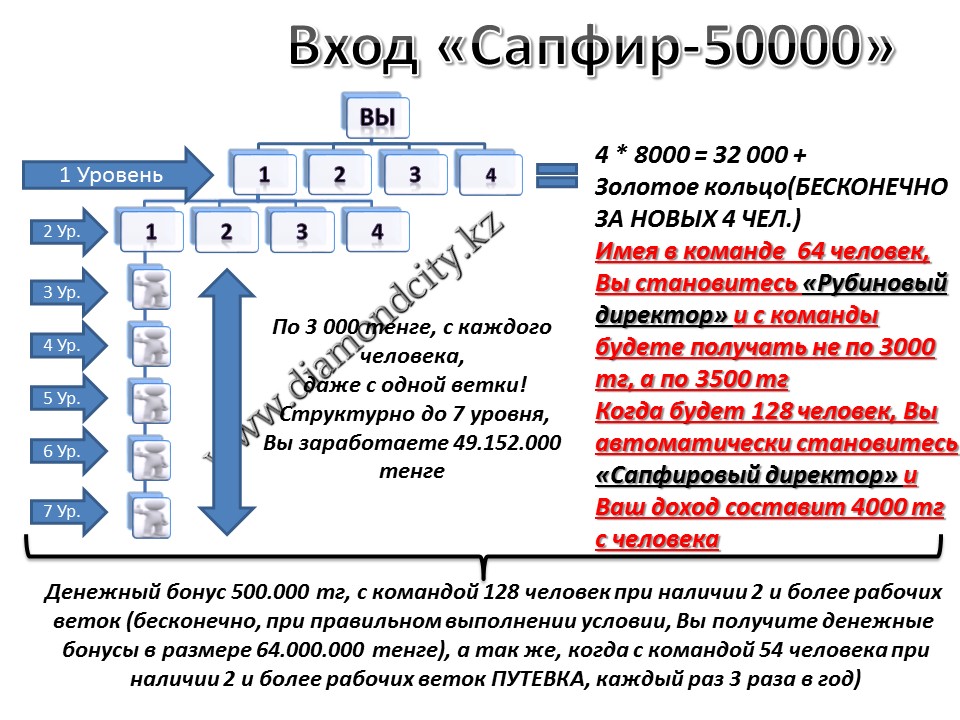 Вход «Сапфир-50000»
ВЫ
1 Уровень
1
2
3
4
4 * 8000 = 32 000 +
Золотое кольцо(БЕСКОНЕЧНО
ЗА НОВЫХ 4 ЧЕЛ.)
Имея в команде 64 человек,
Вы становитесь «Рубиновый
директор» и с команды
будете получать не по 3000
тг, а по 3500 тг
Когда будет 128 человек, Вы
автоматически становитесь
«Сапфировый директор» и
Ваш доход составит 4000 тг
с человека
2 Ур.
1
2
3
4
3 Ур.
4 Ур.
5 Ур.
6 Ур.
7 Ур.
www.diamondcity.kz
По 3 000 тенге, с каждого
человека,
даже с одной ветки!
Структурно до 7 уровня,
Вы заработаете 49.152.000
тенге
Денежный бонус 500.000 тг, с командой 128 человек при наличии 2 и более рабочих
веток (бесконечно, при правильном выполнении условии, Вы получите денежные
бонусы в размере 64.000.000 тенге), а так же, когда с командой 54 человека при
наличии 2 и более рабочих веток ПУТЕВКА, каждый раз 3 раза в год)